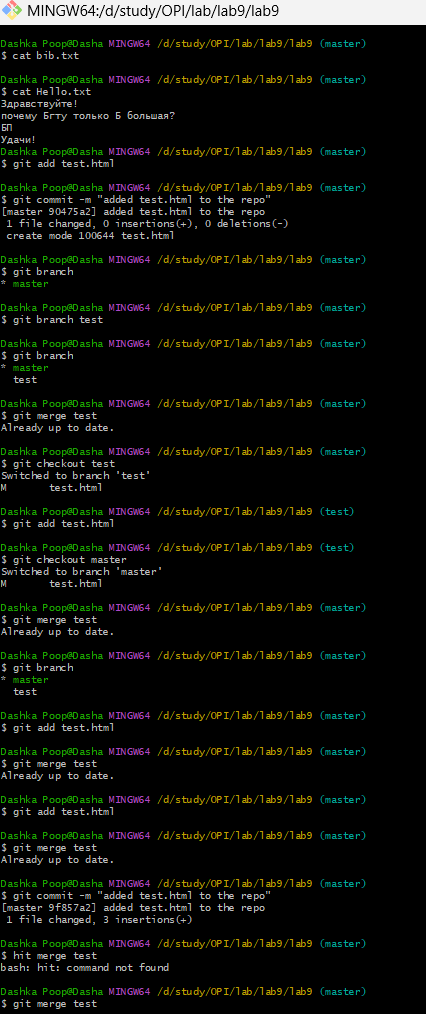 MINGW64:/d/study/OPI/lab/lab9/lab9
Dashka Poop@Dasha MINGW64 /d/study/OPI/lab/lab9/lab9 (master)
$ cat bib.txt
Dashka Poop@Dasha MINGW64 /d/study/OPI/lab/lab9/lab9 (master)
$ cat Hello.txt
Здравствуйте!
почему Бгту только Б большая?
БП
Удачи!
Dashka Poop@Dasha MINGW64 /d/study/OPI/lab/lab9/lab9 (master)
$ git add test.html
Dashka Poop@Dasha MINGW64 /d/study/OPI/lab/lab9/lab9 (master)
$ git commit -m "added test.html to the repo"
[master 90475a2] added test.html to the repo
1 file changed, 0 insertions(+), 0 deletions(-)
create mode 100644 test.html
Dashka Poop@Dasha MINGW64 /d/study/OPI/lab/lab9/lab9 (master)
$ git branch
* master
Dashka Poop@Dasha MINGW64 /d/study/OPI/lab/lab9/lab9 (master)
$ git branch test
Dashka Poop@Dasha MINGW64 /d/study/OPI/lab/lab9/lab9 (master)
$ git branch
* master
test
Dashka Poop@Dasha MINGW64 /d/study/OPI/lab/lab9/lab9 (master)
$ git merge test
Already up to date.
Dashka Poop@Dasha MINGW64 /d/study/OPI/lab/lab9/lab9 (master)
$ git checkout test
Switched to branch 'test'
M test.html
Dashka Poop@Dasha MINGW64 /d/study/OPI/lab/lab9/lab9 (test)
$ git add test.html
Dashka Poop@Dasha MINGW64 /d/study/OPI/lab/lab9/lab9 (test)
$ git checkout master
Switched to branch 'master'
M test.html
Dashka Poop@Dasha MINGW64 /d/study/OPI/lab/lab9/lab9 (master)
$ git merge test
Already up to date.
Dashka Poop@Dasha MINGW64 /d/study/OPI/lab/lab9/lab9 (master)
$ git branch
* master
test
Dashka Poop@Dasha MINGW64 /d/study/OPI/lab/lab9/lab9 (master)
$ git add test.html
Dashka Poop@Dasha MINGW64 /d/study/OPI/lab/lab9/lab9 (master)
$ git merge test
Already up to date.
Dashka Poop@Dasha MINGW64 /d/study/OPI/lab/lab9/lab9 (master)
$ git add test.html
Dashka Poop@Dasha MINGW64 /d/study/OPI/lab/lab9/lab9 (master)
$ git merge test
Already up to date.
Dashka Poop@Dasha MINGW64 /d/study/OPI/lab/lab9/lab9 (master)
$ git commit -m "added test.html to the repo"
[master 9f857a2] added test.html to the repo
1 file changed, 3 insertions(+)
Dashka Poop@Dasha MINGW64 /d/study/OPI/lab/lab9/lab9 (master)
$ hit merge test
bash: hit: command not found
Dashka Poop@Dasha MINGW64 /d/study/OPI/lab/lab9/lab9 (master)
$ git merge test